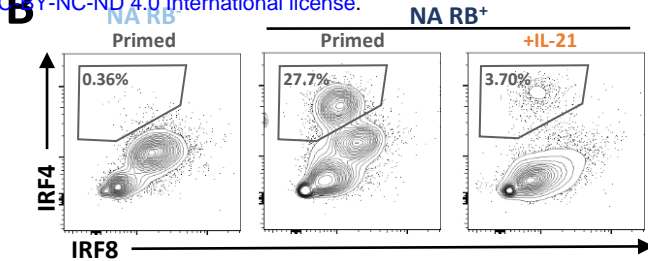 -BY-NC-ND 4.0 International license.
B
NA RB-
NA RB+
Primed
Primed
+IL-21
0.36%
27.7%
3.70%
IRF4
IRF8